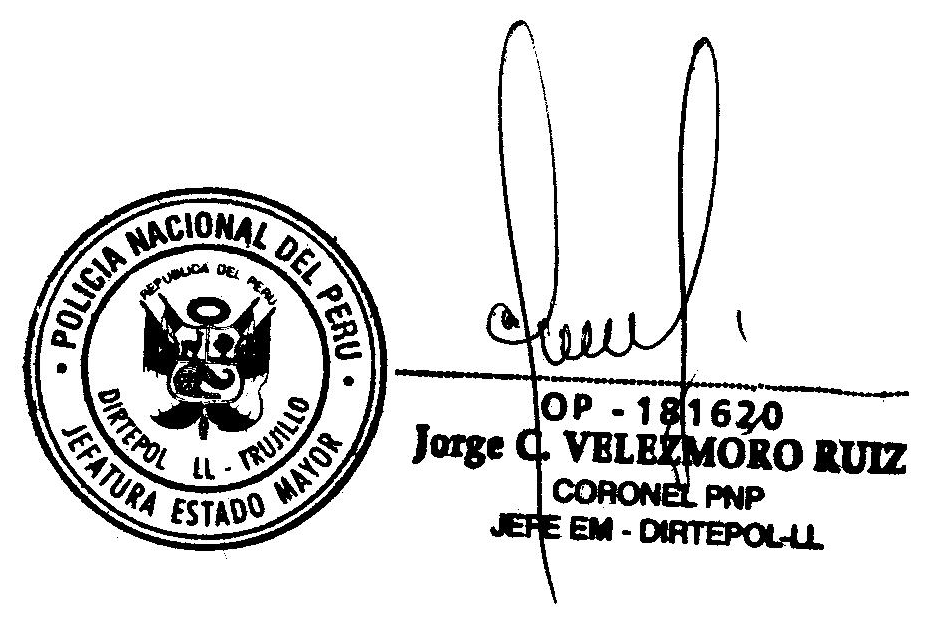 POLICIA NACIONAL DEL PERU
REPUBLICA DEL PERU
DIRTEPOL LL - TRUJILLO
JEFATURA ESTADO MAYOR
OP - 181620
Jorge C. VELEZMORO RUIZ
CORONEL PNP
JEFE EM - DIRTEPOL-LL